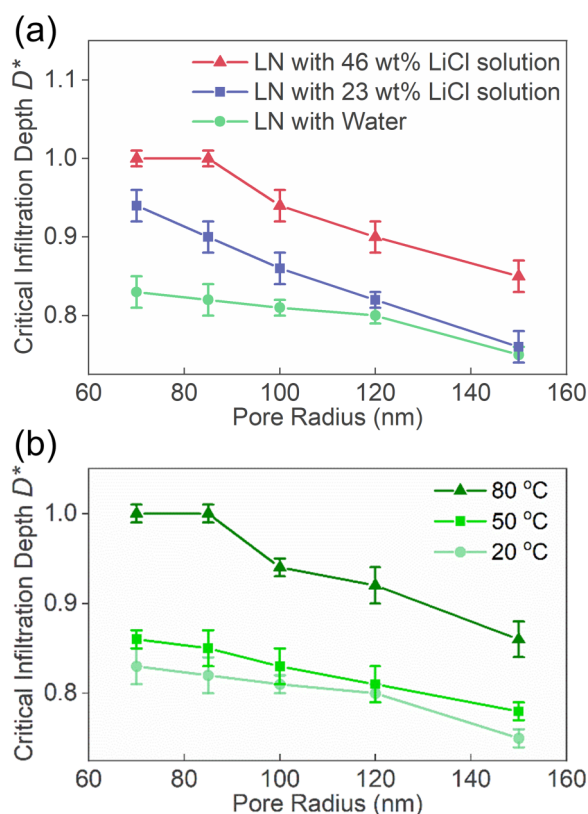 (a)
LN with 46 wt% LiCl solution
LN with 23 wt% LiCl solution
LN with Water
Critical Infiltration Depth D*
1.1
1.0
0.9
0.8
60 80 100 120 140 160
Pore Radius (nm)
(b)
80 °C
50 °C
20 °C
Critical Infiltration Depth D*
1.0
0.9
0.8
60 80 100 120 140 160
Pore Radius (nm)